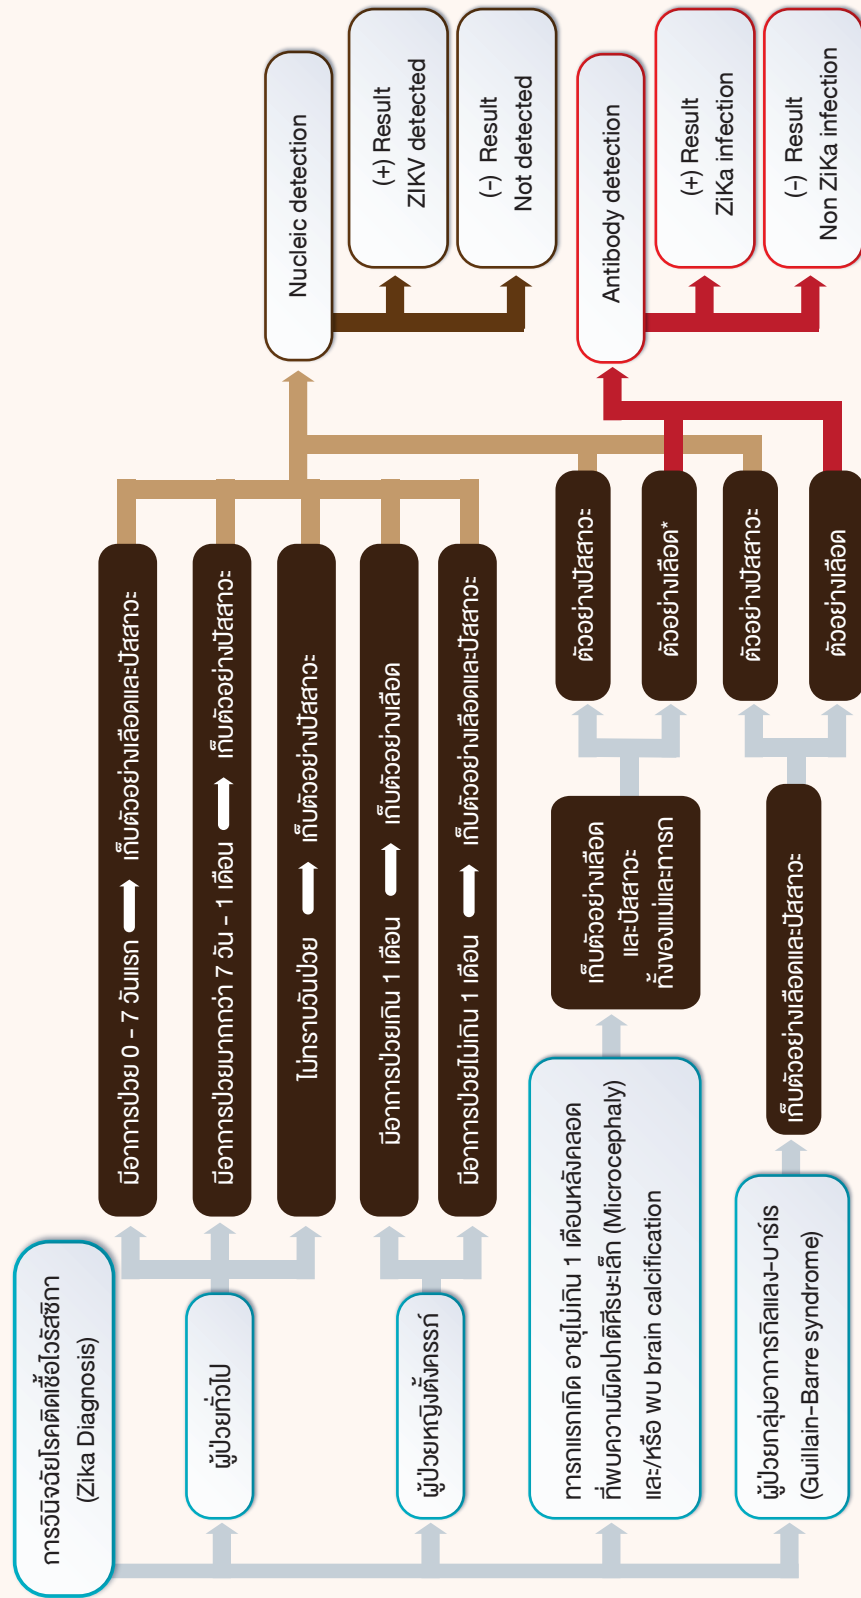 การวินิจฉัยโรคติดเชื้อไวรัสซิกา
(Zika Diagnosis)
ผู้ป่วยทั่วไป
มีอาการป่วย 0 - 7 วันแรก
เก็บตัวอย่างเลือดและปัสสาวะ
มีอาการป่วยมากกว่า 7 วัน - 1 เดือน
เก็บตัวอย่างปัสสาวะ
ไม่ทราบวันป่วย
เก็บตัวอย่างปัสสาวะ
ผู้ป่วยหญิงตั้งครรภ์
มีอาการป่วยเกิน 1 เดือน
เก็บตัวอย่างเลือด
มีอาการป่วยไม่เกิน 1 เดือน
เก็บตัวอย่างเลือดและปัสสาวะ
ทารกแรกเกิด อายุไม่เกิน 1 เดือนหลังคลอด
ที่พบความผิดปกติศีรษะเล็ก (Microcephaly)
และ/หรือ พบ brain calcification
เก็บตัวอย่างเลือด
และปัสสาวะ
ทั้งของแม่และทารก
ตัวอย่างปัสสาวะ
ตัวอย่างเลือด*
ผู้ป่วยกลุ่มอาการกิลแลง-บาร์เร
(Guillain-Barre syndrome)
เก็บตัวอย่างเลือดและปัสสาวะ
ตัวอย่างปัสสาวะ
ตัวอย่างเลือด
Nucleic detection
(+) Result
ZIKV detected
(-) Result
Not detected
Antibody detection
(+) Result
ZiKa infection
(-) Result
Non ZiKa infection